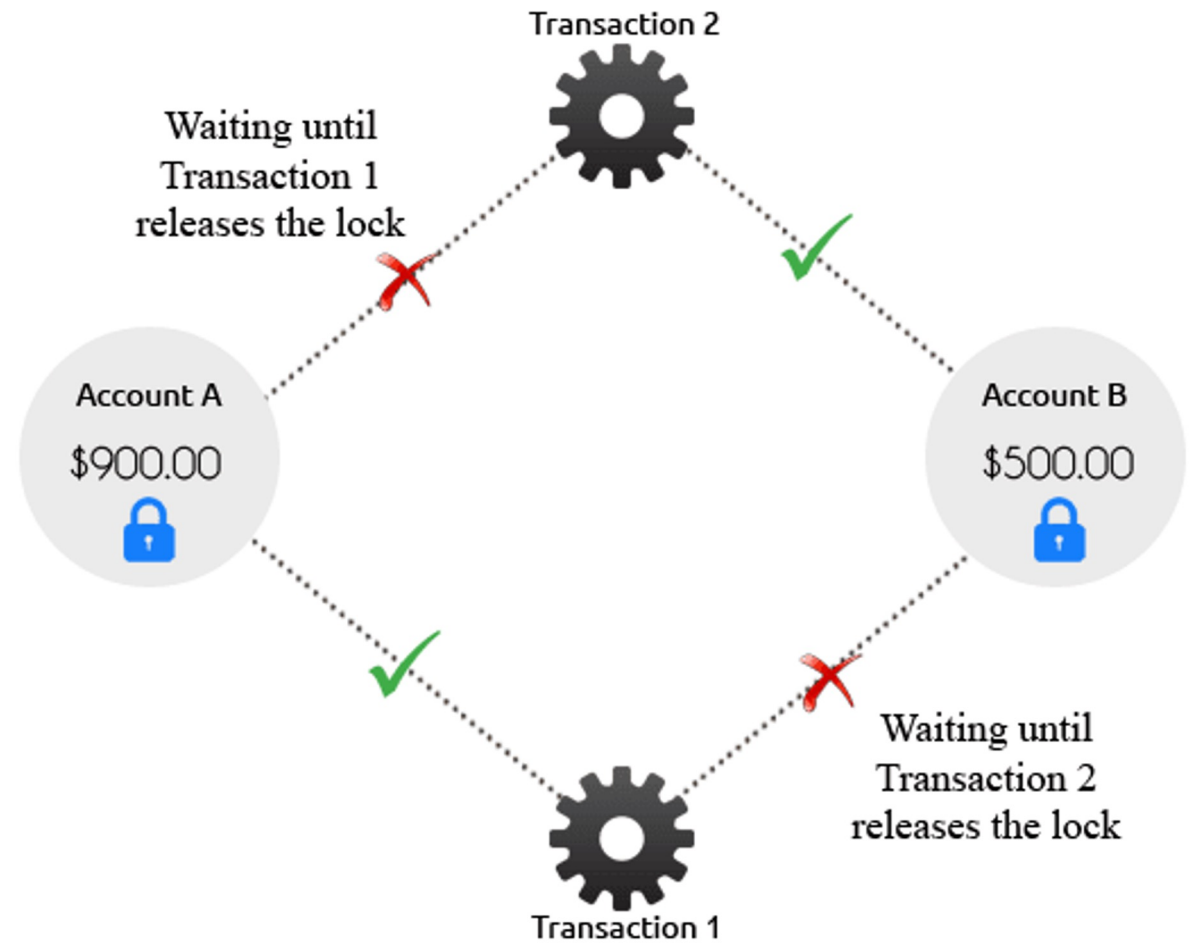 Transaction 2
Waiting until
Transaction 1
releases the lock
Account A
$900.00
Account B
$500.00
Waiting until
Transaction 2
releases the lock
Transaction 1